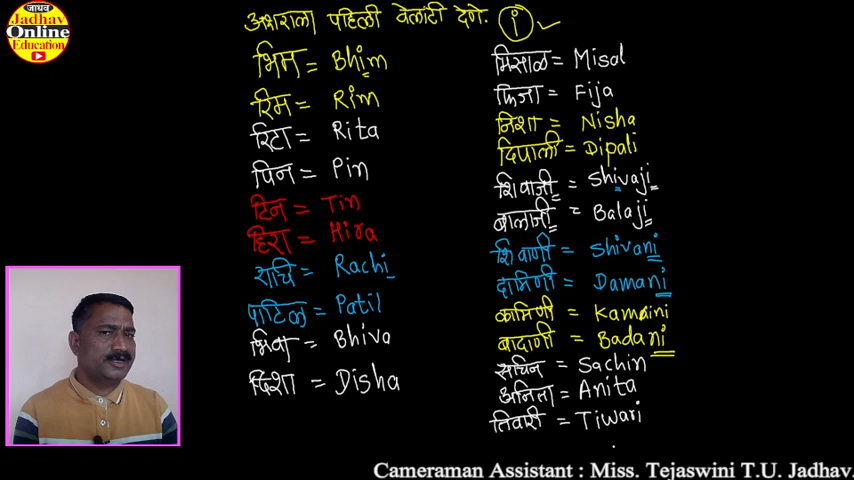 जाधव
Jadhav
Online
Education
अक्षराला पहिली वेलांटी देणे. i
भिम = Bhim
रिम = Rim
रिटा = Rita
पिन = Pin
टिन = Tin
हिरा = Hira
राचि = Rachi
पाटिल = Patil
भिवा = Bhiva
दिशा = Disha
मिसाळ = Misal
फिजा = Fija
निशा = Nisha
दिपाली = Dipali
शिवाजी = Shivaji
बालाजी = Balaji
शिवाणी = Shivani
दामिणी = Damani
कामिणी = Kamaini
बादाणी = Badani
सचिन = Sachin
अनिता = Anita
तिवारी = Tiwari
Cameraman Assistant : Miss. Tejaswini T.U. Jadhav.